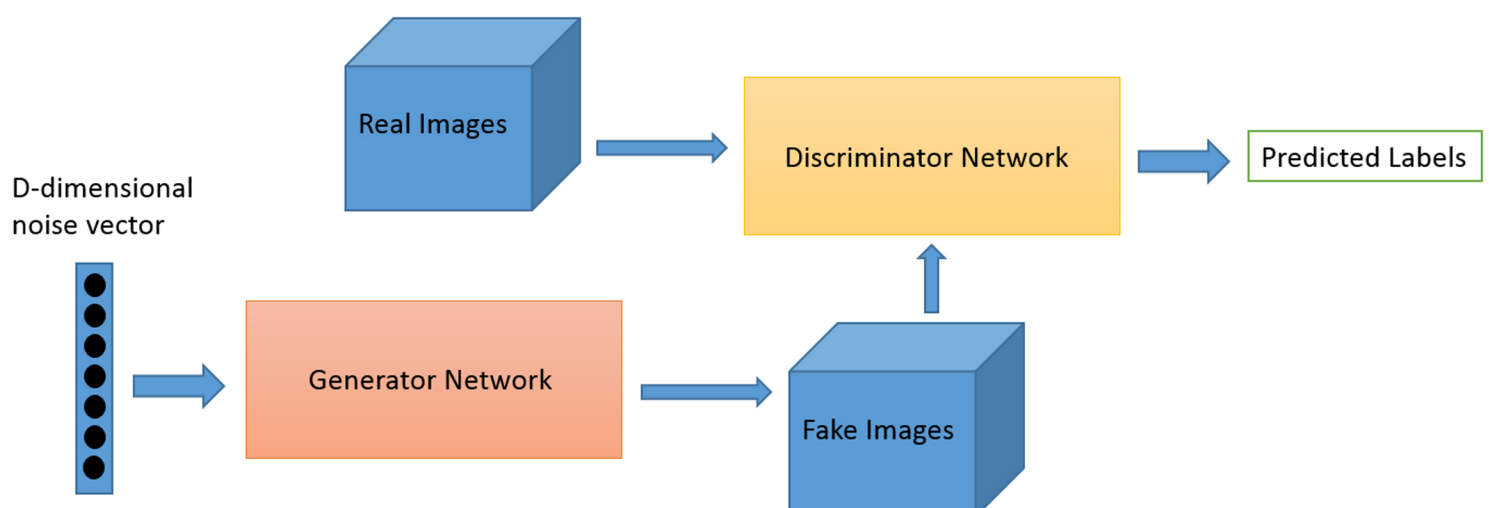 Real Images
Discriminator Network
Predicted Labels
D-dimensional
noise vector
Generator Network
Fake Images